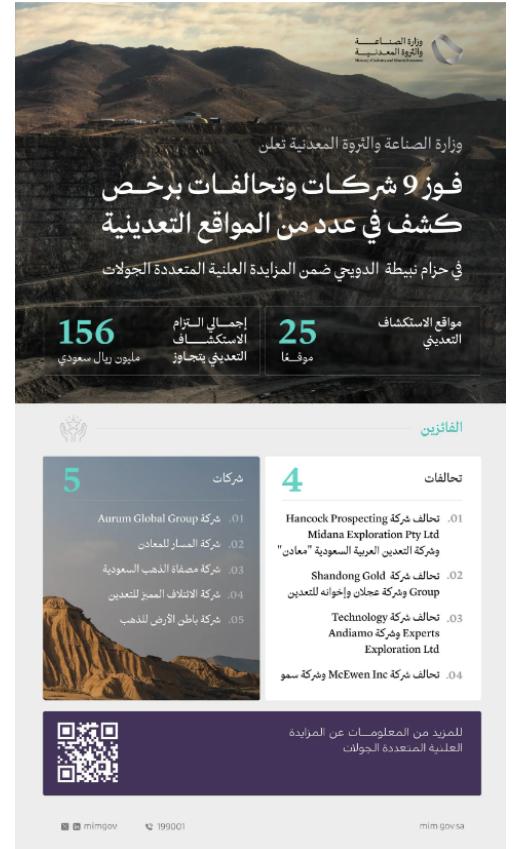 وزارة الصناعة
والثروة المعدنية
Ministry of Industry and Mineral Resources
وزارة الصناعة والثروة المعدنية تعلن
فوز 9 شركات وتحالفات برخص
كشف في عدد من المواقع التعدينية
في حزام نبيطة الدويحي ضمن المزايدة العلنية المتعددة الجولات
مواقع الاستكشاف
التعديني
25
موقعًا
إجمالي التزام
الاستكشاف
التعديني يتجاوز
156
مليون ريال سعودي
الفائزين
تحالفات
4
01. تحالف شركة Hancock Prospecting
Midana Exploration Pty Ltd
وشركة التعدين العربية السعودية "معادن"
02. تحالف شركة Shandong Gold
Group وشركة عجلان وإخوانه للتعدين
03. تحالف شركة Technology
Experts وشركة Andiamo
Exploration Ltd
04. تحالف شركة McEwen Inc وشركة سمو
شركات
5
01. شركة Aurum Global Group
02. شركة المسار للمعادن
03. شركة مصفاة الذهب السعودية
04. شركة الائتلاف المميز للتعدين
05. شركة باطن الأرض للذهب
للمزيد من المعلومات عن المزايدة
العلنية المتعددة الجولات
mimgov
199001
mim.gov.sa